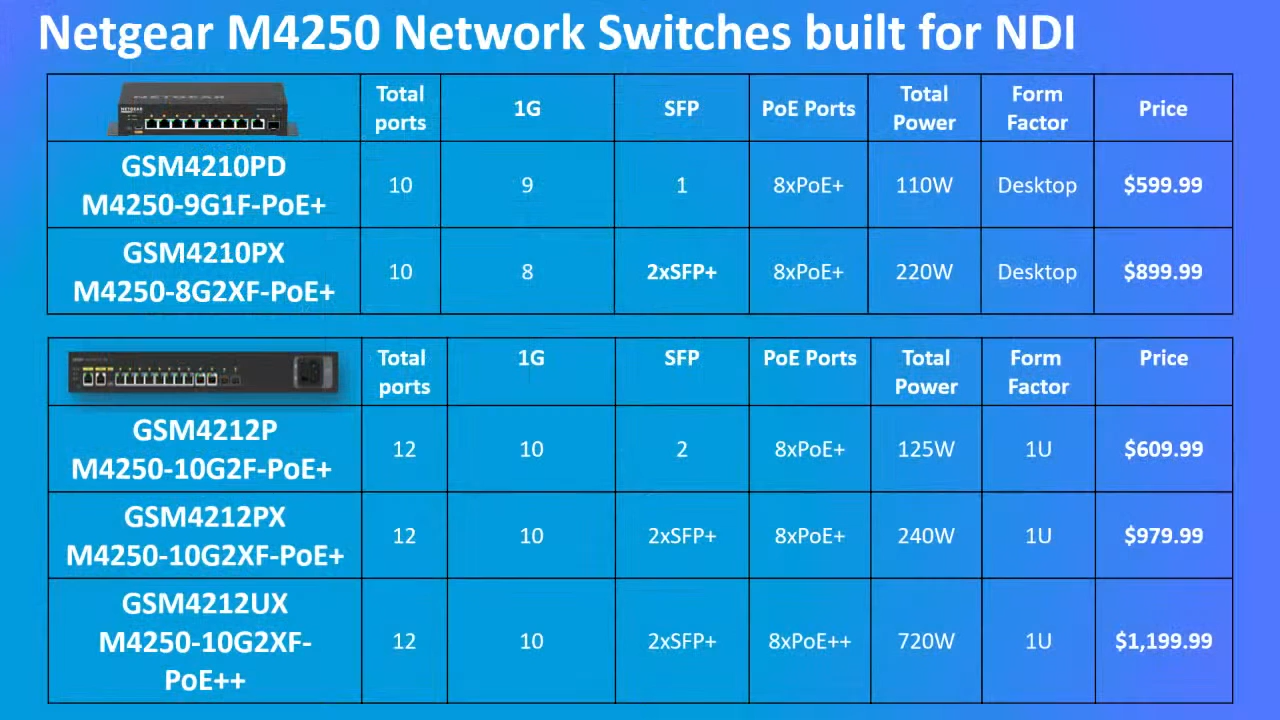 Netgear M4250 Network Switches built for NDI
NETGEAR
Total ports 1G SFP PoE Ports Total Power Form Factor Price
GSM4210PD
M4250-9G1F-PoE+
10 9 1 8xPoE+ 110W Desktop $599.99
GSM4210PX
M4250-8G2XF-PoE+
10 8 2xSFP+ 8xPoE+ 220W Desktop $899.99
Total ports 1G SFP PoE Ports Total Power Form Factor Price
GSM4212P
M4250-10G2F-PoE+
12 10 2 8xPoE+ 125W 1U $609.99
GSM4212PX
M4250-10G2XF-PoE+
12 10 2xSFP+ 8xPoE+ 240W 1U $979.99
GSM4212UX
M4250-10G2XF-
PoE++
12 10 2xSFP+ 8xPoE++ 720W 1U $1,199.99